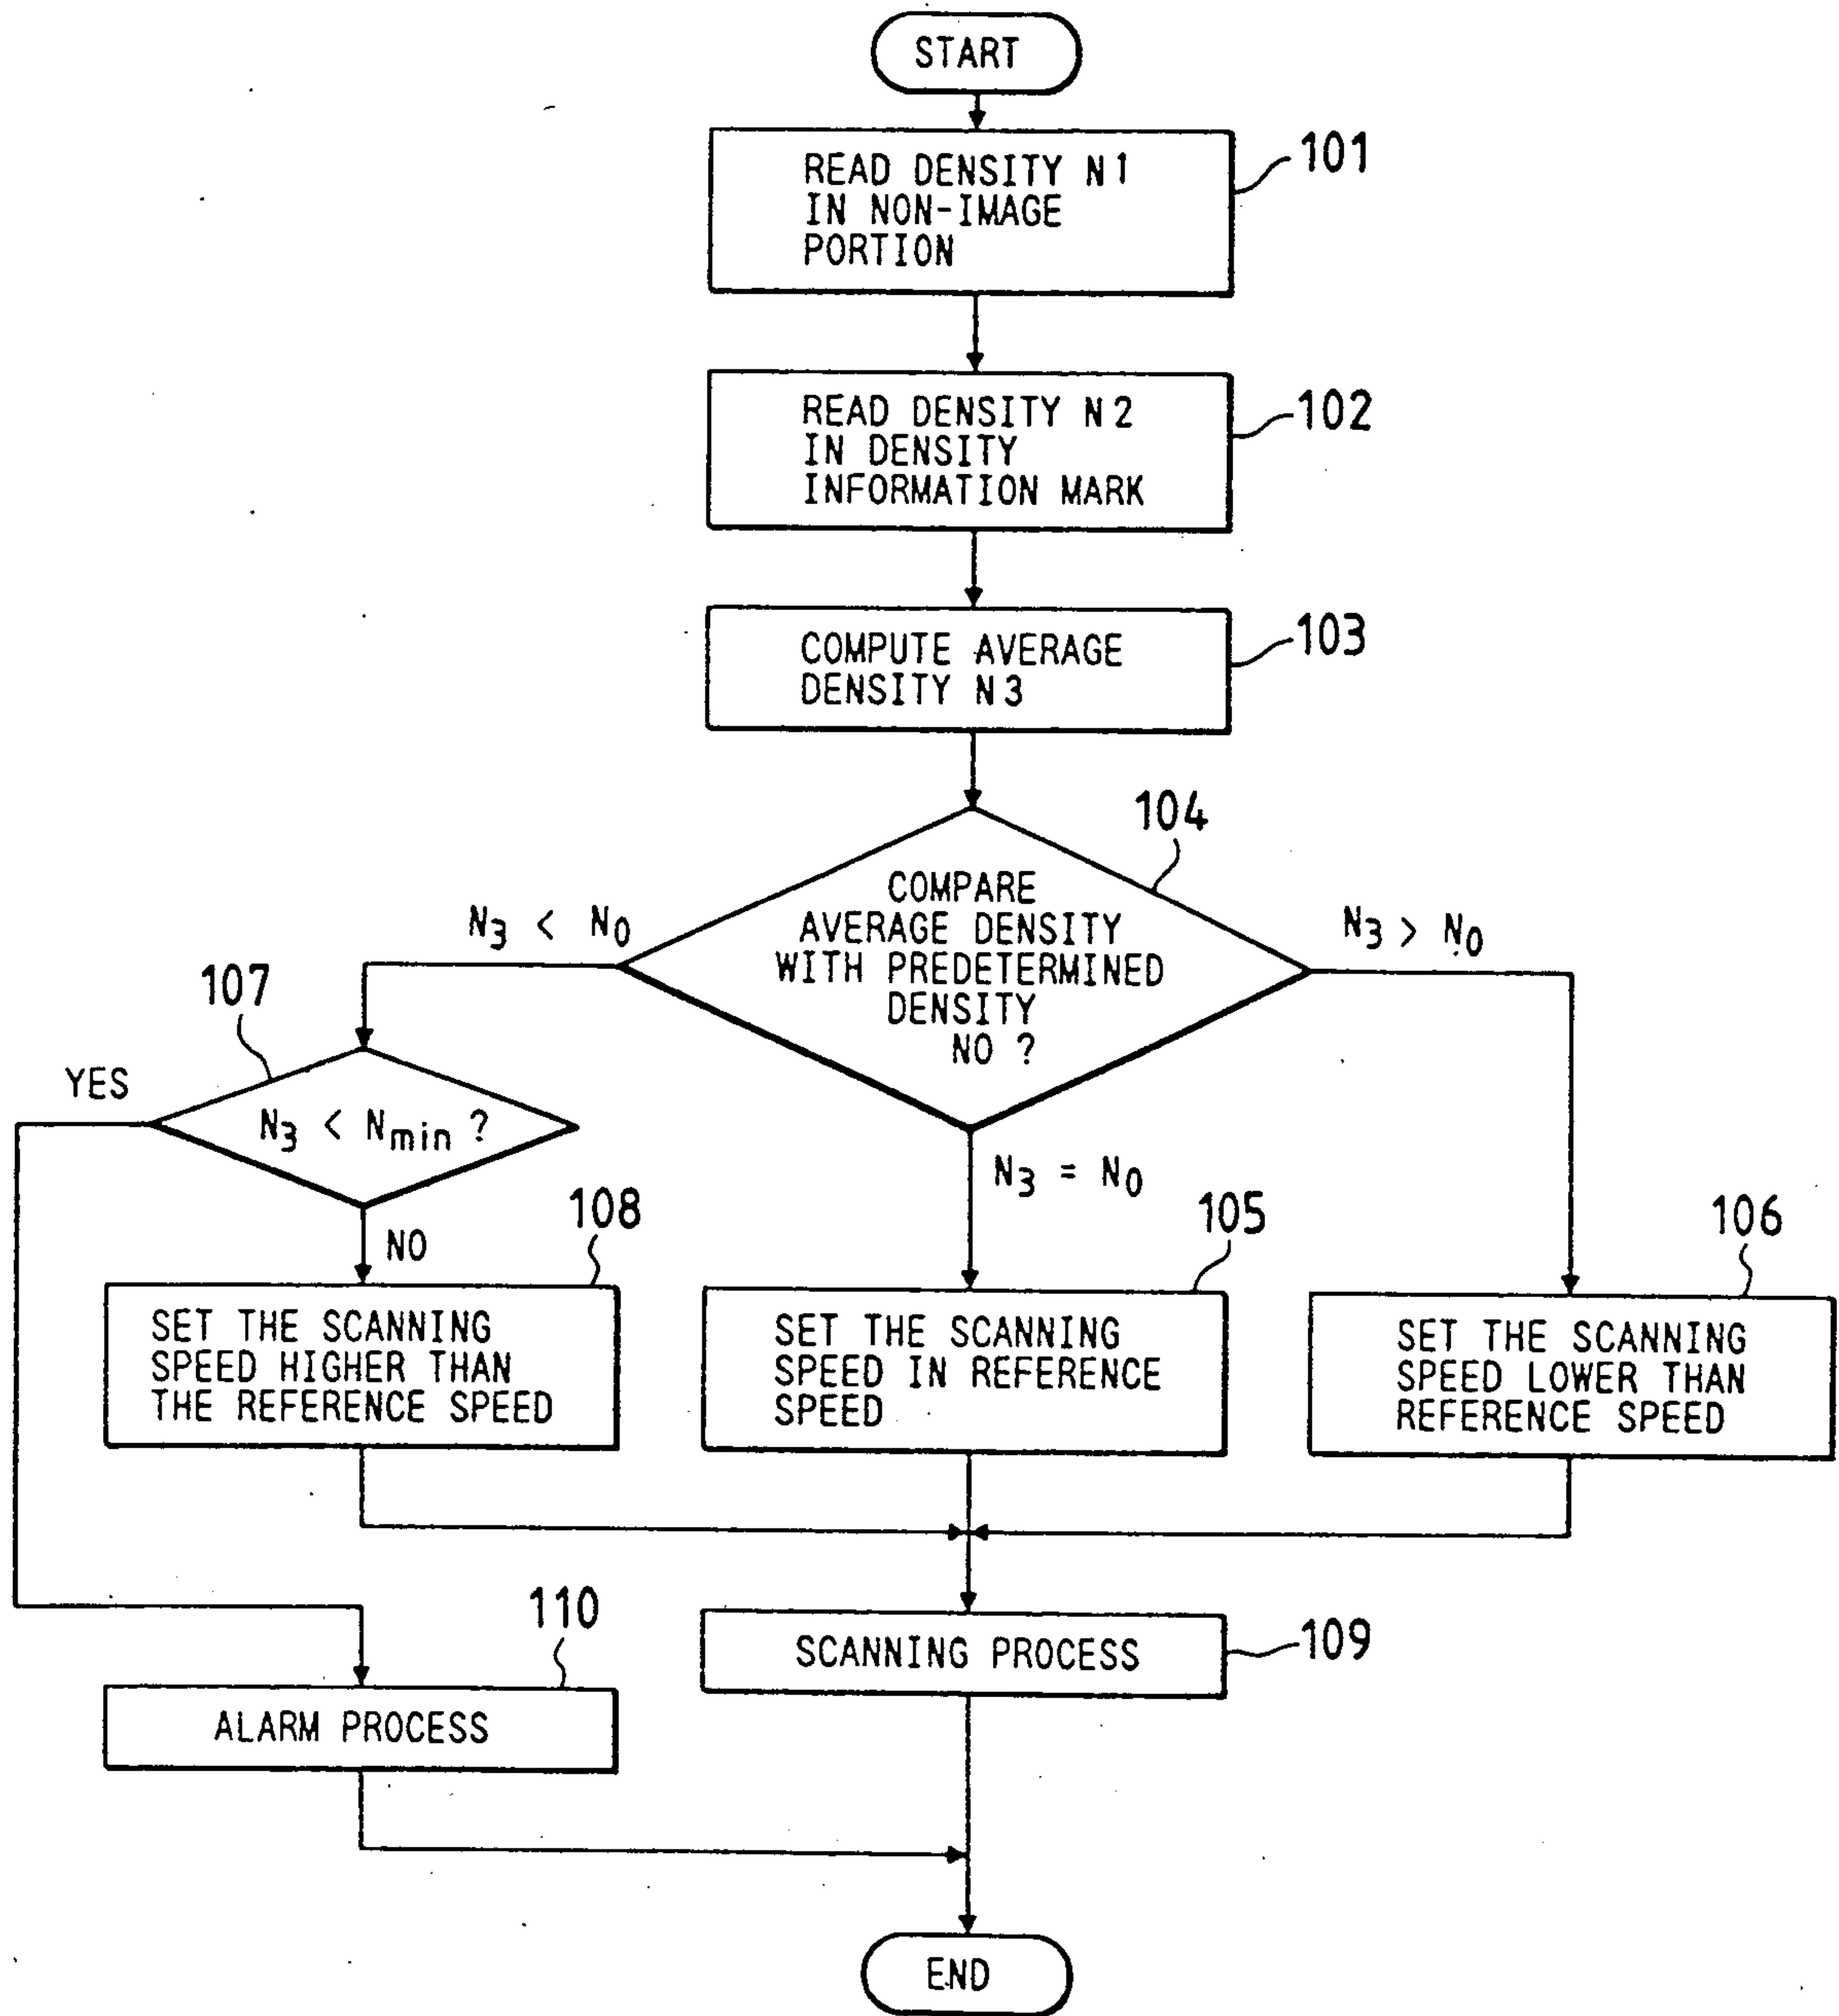 START
READ DENSITY N1
IN NON-IMAGE
PORTION
101
READ DENSITY N2
IN DENSITY
INFORMATION MARK
102
COMPUTE AVERAGE
DENSITY N3
103
104
COMPARE
AVERAGE DENSITY
WITH PREDETERMINED
DENSITY
NO ?
N3 < N0
N3 > N0
107
YES
N3 < Nmin ?
N3 = N0
NO
108
105
106
SET THE SCANNING
SPEED HIGHER THAN
THE REFERENCE SPEED
SET THE SCANNING
SPEED IN REFERENCE
SPEED
SET THE SCANNING
SPEED LOWER THAN
REFERENCE SPEED
110
SCANNING PROCESS
109
ALARM PROCESS
END